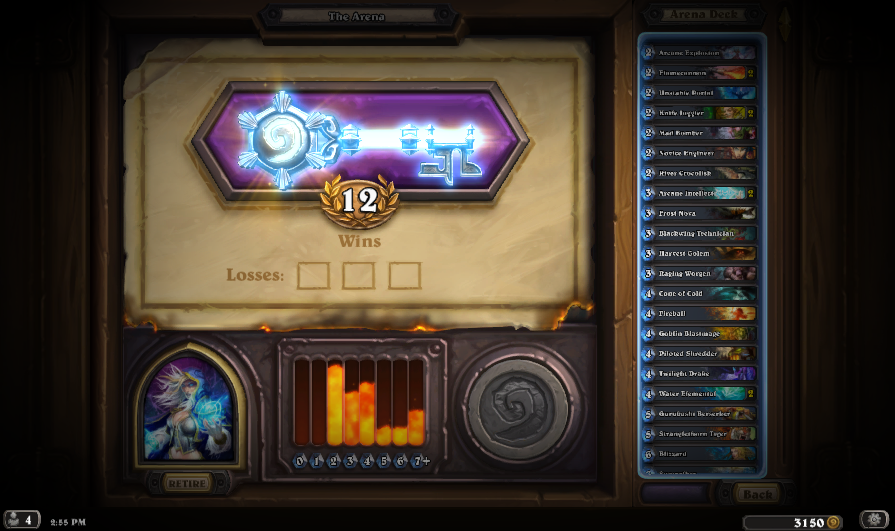 The Arena
Arena Deck
12
Wins
Losses:
0 1 2 3 4 5 6 7+
RETIRE
2 Arcane Explosion
2 Flamecannon 2
2 Unstable Portal
2 Knife Juggler 2
2 Mad Bomber
2 Novice Engineer
2 River Crocolisk
3 Arcane Intellect 2
3 Frost Nova
3 Blackwing Technician
3 Harvest Golem
3 Raging Worgen
4 Cone of Cold
4 Fireball
4 Goblin Blastmage
4 Piloted Shredder
4 Twilight Drake
4 Water Elemental 2
5 Gurubashi Berserker
5 Stranglethorn Tiger
6 Blizzard
Back
4
2:55 PM
3150